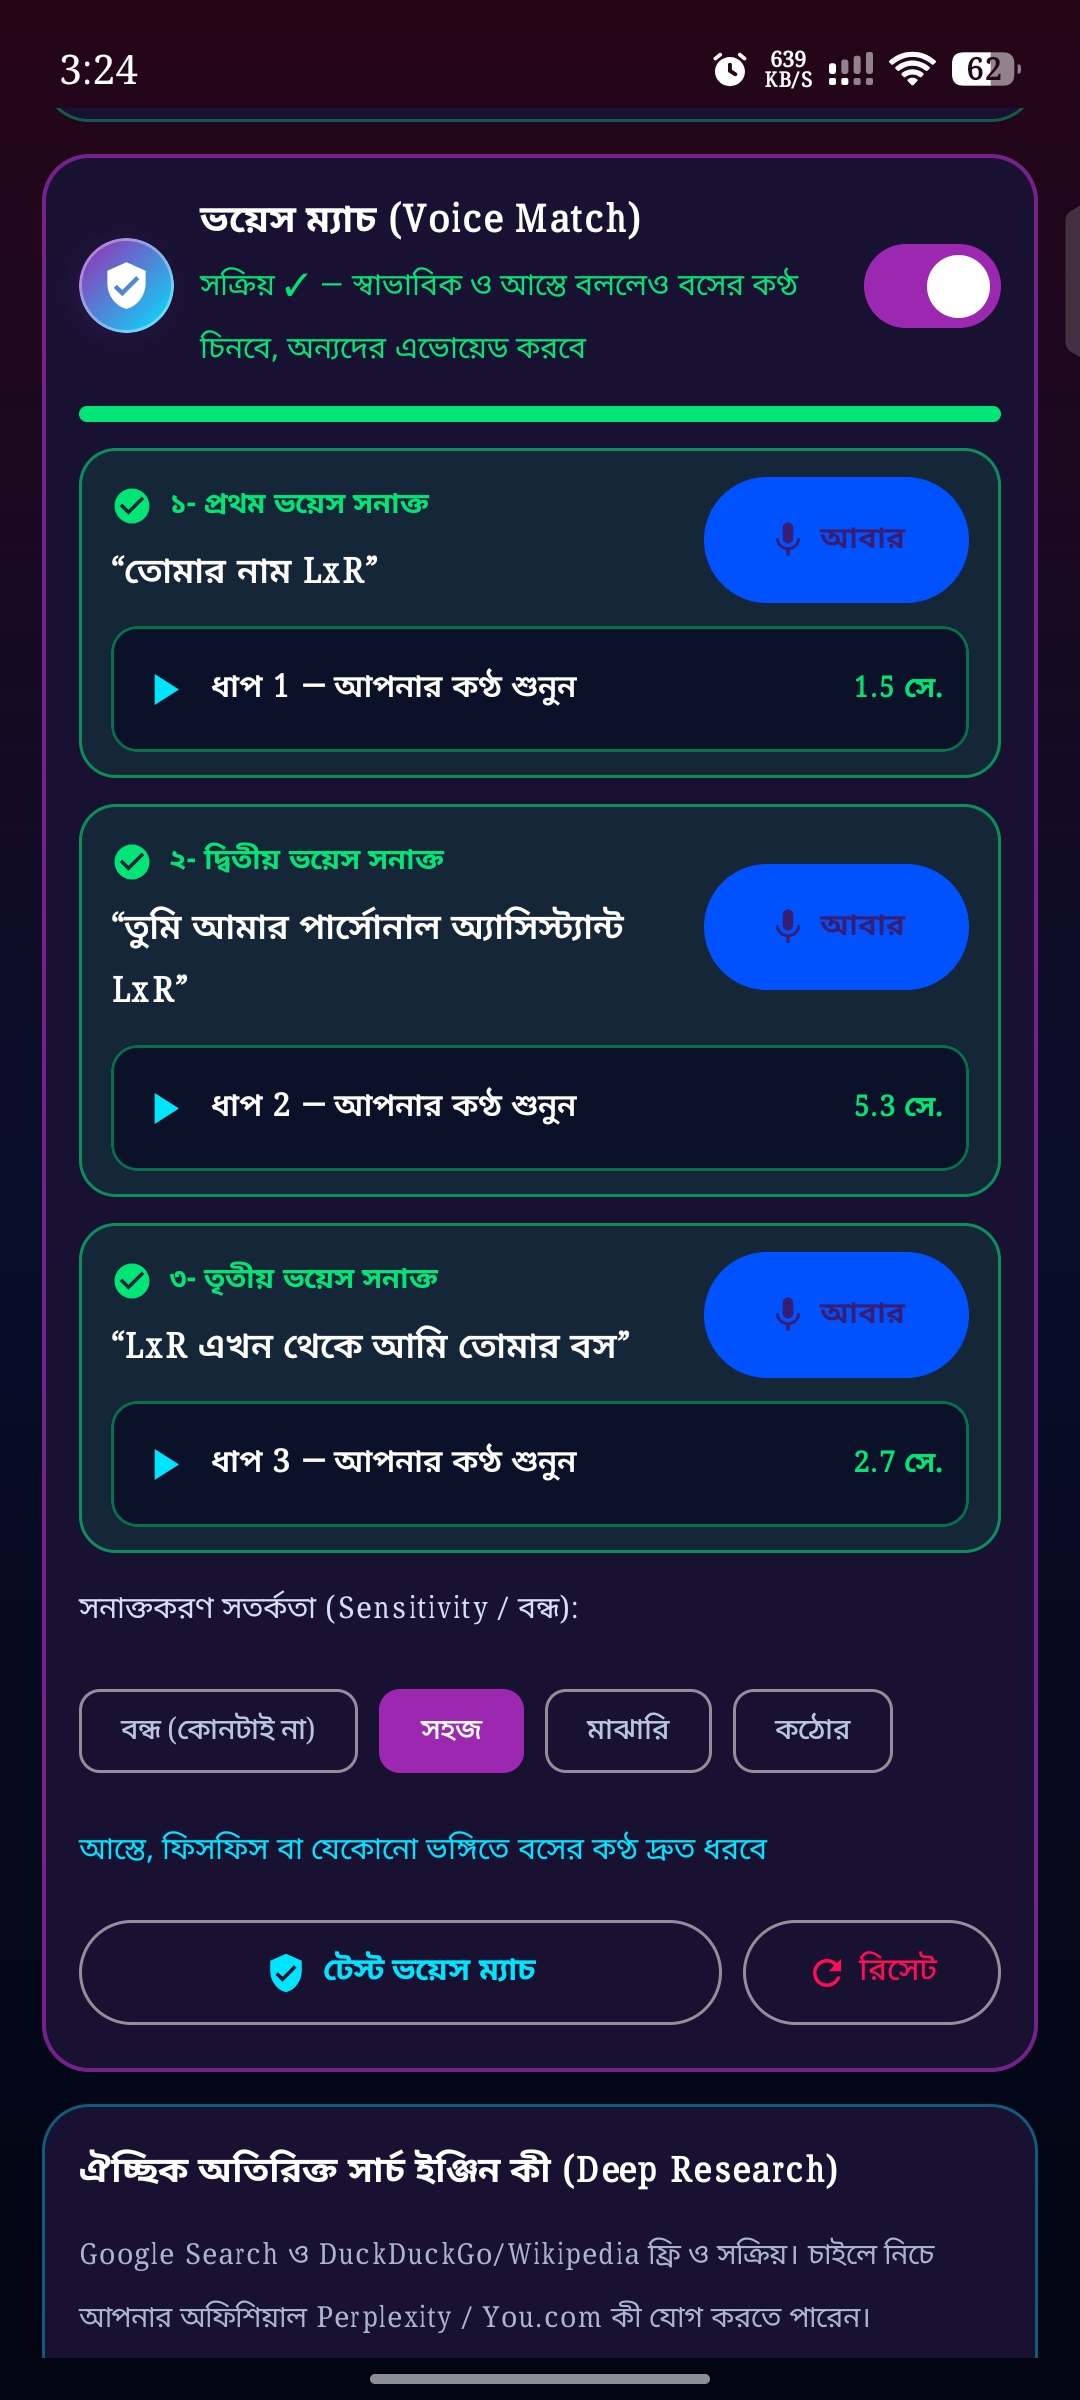 3:24
639
KB/S
62
ভয়েস ম্যাচ (Voice Match)
সক্রিয় ✓ – স্বাভাবিক ও আস্তে বললেও বসের কণ্ঠ
চিনবে, অন্যদের এভোয়েড করবে
১- প্রথম ভয়েস সনাক্ত
আবার
“তোমার নাম LxR”
ধাপ 1 – আপনার কণ্ঠ শুনুন
1.5 সে.
২- দ্বিতীয় ভয়েস সনাক্ত
আবার
“তুমি আমার পার্সোনাল অ্যাসিস্ট্যান্ট
LxR”
ধাপ 2 – আপনার কণ্ঠ শুনুন
5.3 সে.
৩- তৃতীয় ভয়েস সনাক্ত
আবার
“LxR এখন থেকে আমি তোমার বস”
ধাপ 3 – আপনার কণ্ঠ শুনুন
2.7 সে.
সনাক্তকরণ সতর্কতা (Sensitivity / বন্ধ):
বন্ধ (কোনটাই না)
সহজ
মাঝারি
কঠোর
আস্তে, ফিসফিস বা যেকোনো ভঙ্গিতে বসের কণ্ঠ দ্রুত ধরবে
টেস্ট ভয়েস ম্যাচ
রিসেট
ঐচ্ছিক অতিরিক্ত সার্চ ইঞ্জিন কী (Deep Research)
Google Search ও DuckDuckGo/Wikipedia ফ্রি ও সক্রিয়। চাইলে নিচে
আপনার অফিশিয়াল Perplexity / You.com কী যোগ করতে পারেন।